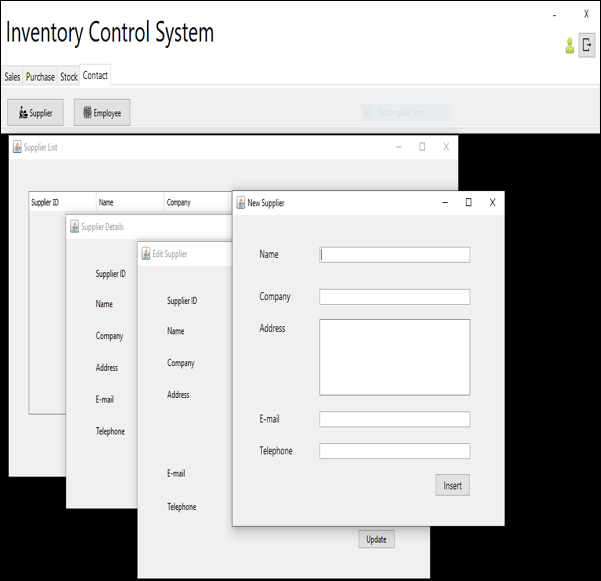 - X
Inventory Control System
Sales Purchase Stock Contact
Supplier Employee
Rectangular Snip
Supplier List
Supplier ID Name Company
Supplier Details
Supplier ID
Name
Company
Address
E-mail
Telephone
Edit Supplier
Supplier ID
Name
Company
Address
E-mail
Telephone
Update
New Supplier
Name
Company
Address
E-mail
Telephone
Insert